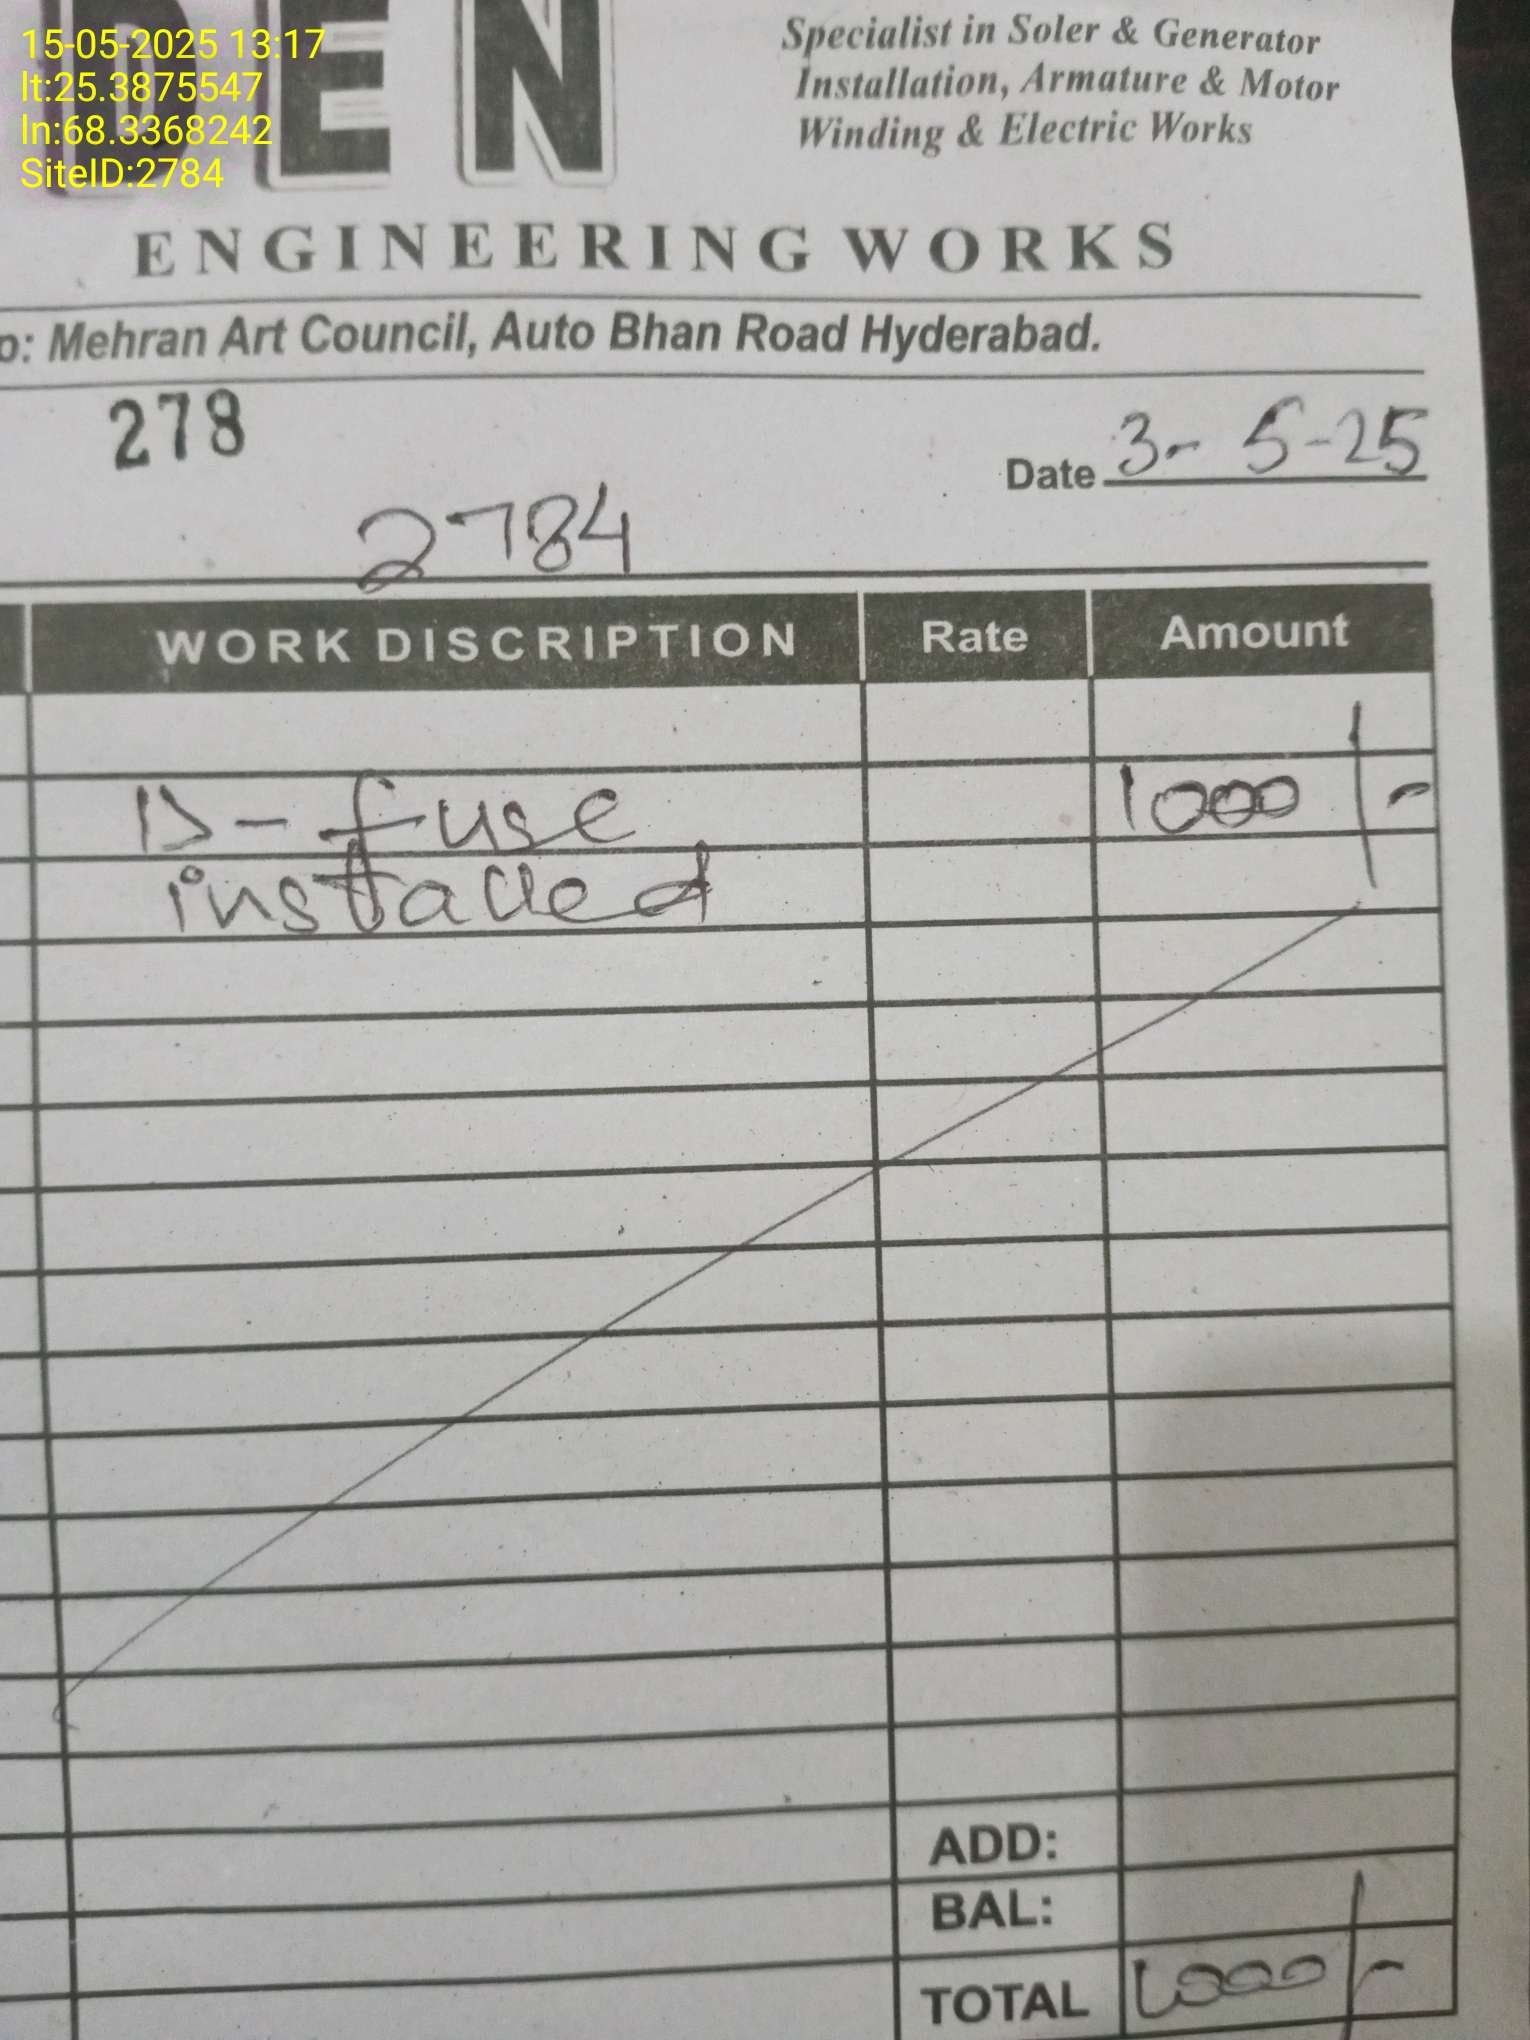 15-05-2025 13:17
lt:25.3875547
ln:68.3368242
SiteID:2784
DEN
Specialist in Soler & Generator
Installation, Armature & Motor
Winding & Electric Works
ENGINEERING WORKS
o: Mehran Art Council, Auto Bhan Road Hyderabad.
278
Date 3-5-25
2784
WORK DISCRIPTION Rate Amount
D-fuse 1000/-
installed
ADD:
BAL:
TOTAL 1000/-